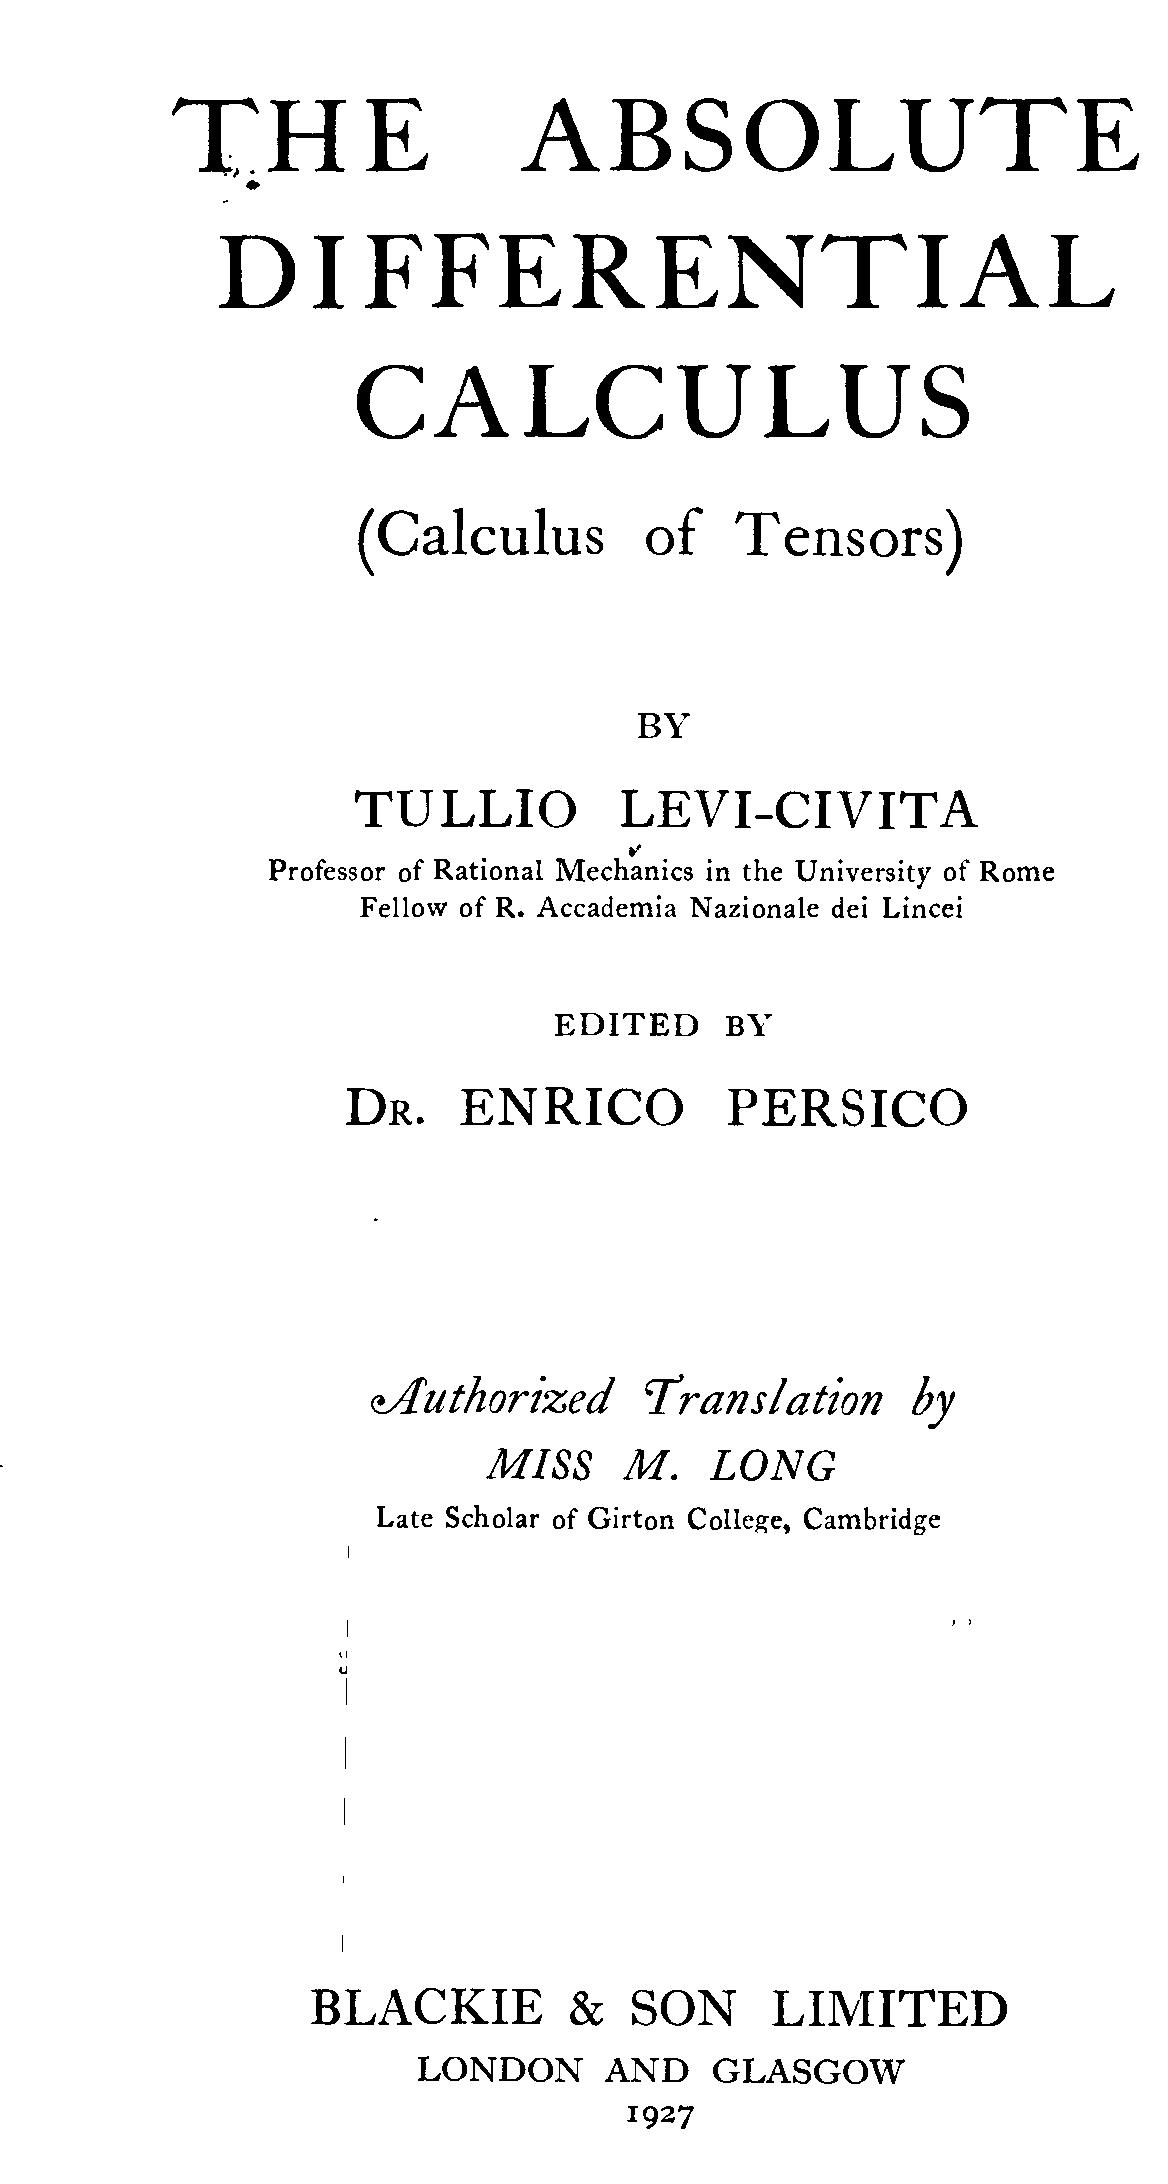 THE ABSOLUTE
DIFFERENTIAL
CALCULUS
(Calculus of Tensors)
BY
TULLIO LEVI-CIVITA
Professor of Rational Mechanics in the University of Rome
Fellow of R. Accademia Nazionale dei Lincei
EDITED BY
DR. ENRICO PERSICO
Authorized Translation by
MISS M. LONG
Late Scholar of Girton College, Cambridge
BLACKIE & SON LIMITED
LONDON AND GLASGOW
1927